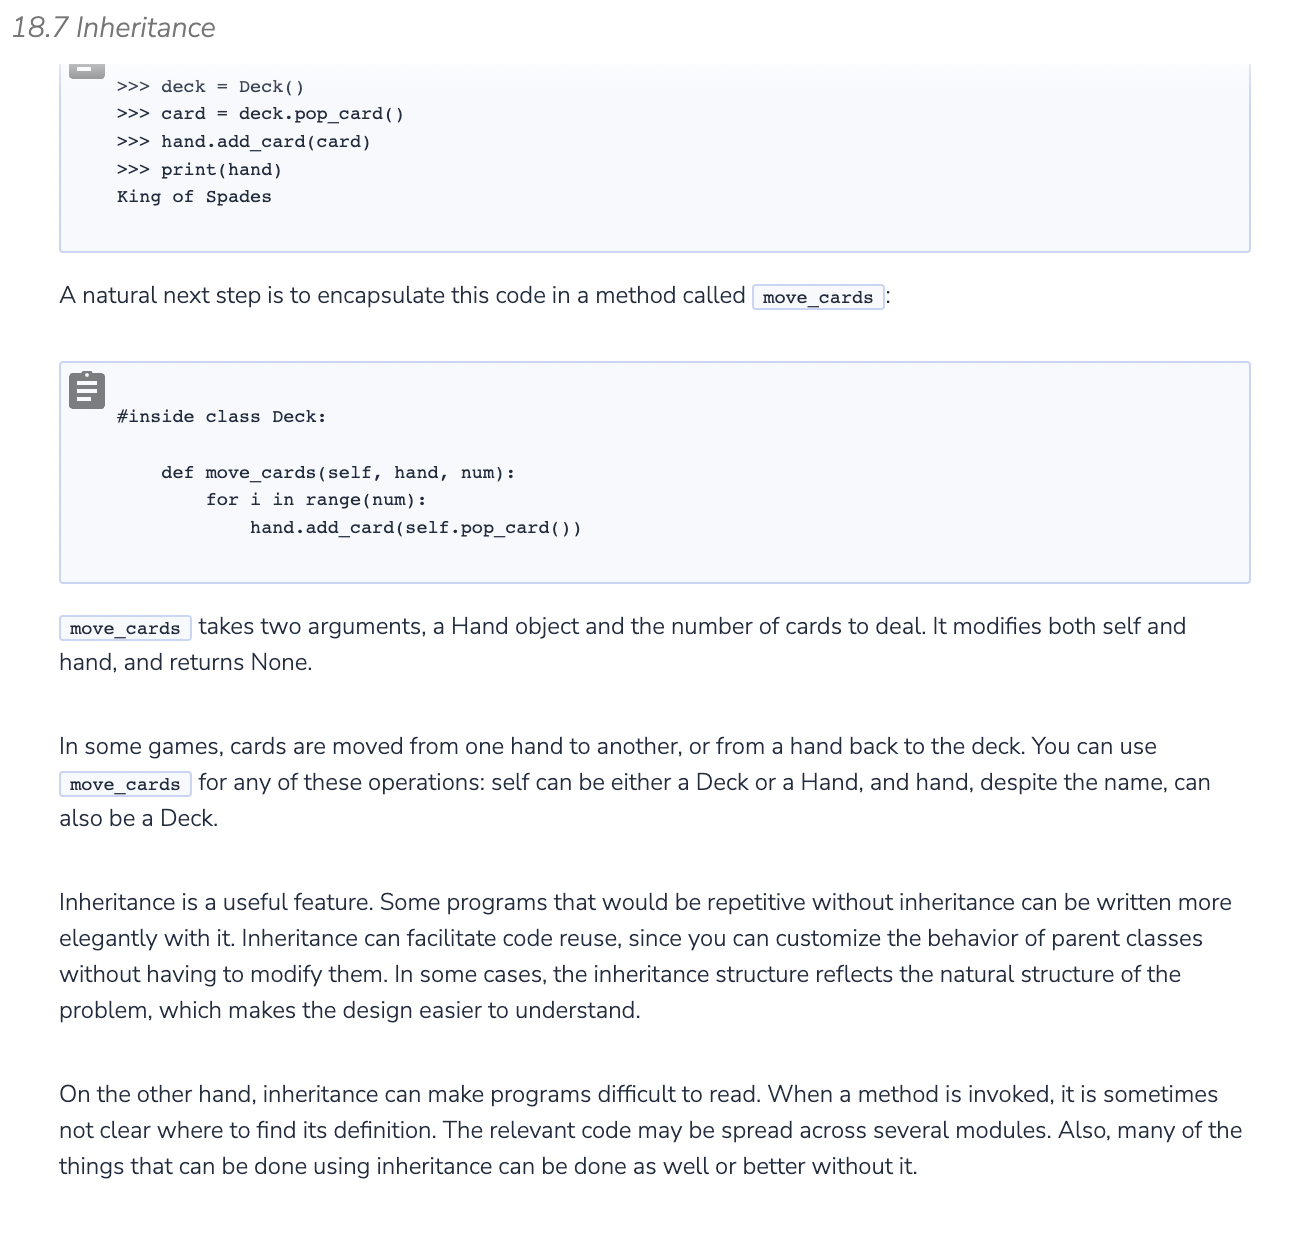 18.7 Inheritance
>>> deck = Deck()
>>> card = deck.pop_card()
>>> hand.add_card(card)
>>> print(hand)
King of Spades
A natural next step is to encapsulate this code in a method called move_cards:
#inside class Deck:
    def move_cards(self, hand, num):
        for i in range(num):
            hand.add_card(self.pop_card())
move_cards takes two arguments, a Hand object and the number of cards to deal. It modifies both self and
hand, and returns None.
In some games, cards are moved from one hand to another, or from a hand back to the deck. You can use
move_cards for any of these operations: self can be either a Deck or a Hand, and hand, despite the name, can
also be a Deck.
Inheritance is a useful feature. Some programs that would be repetitive without inheritance can be written more
elegantly with it. Inheritance can facilitate code reuse, since you can customize the behavior of parent classes
without having to modify them. In some cases, the inheritance structure reflects the natural structure of the
problem, which makes the design easier to understand.
On the other hand, inheritance can make programs difficult to read. When a method is invoked, it is sometimes
not clear where to find its definition. The relevant code may be spread across several modules. Also, many of the
things that can be done using inheritance can be done as well or better without it.